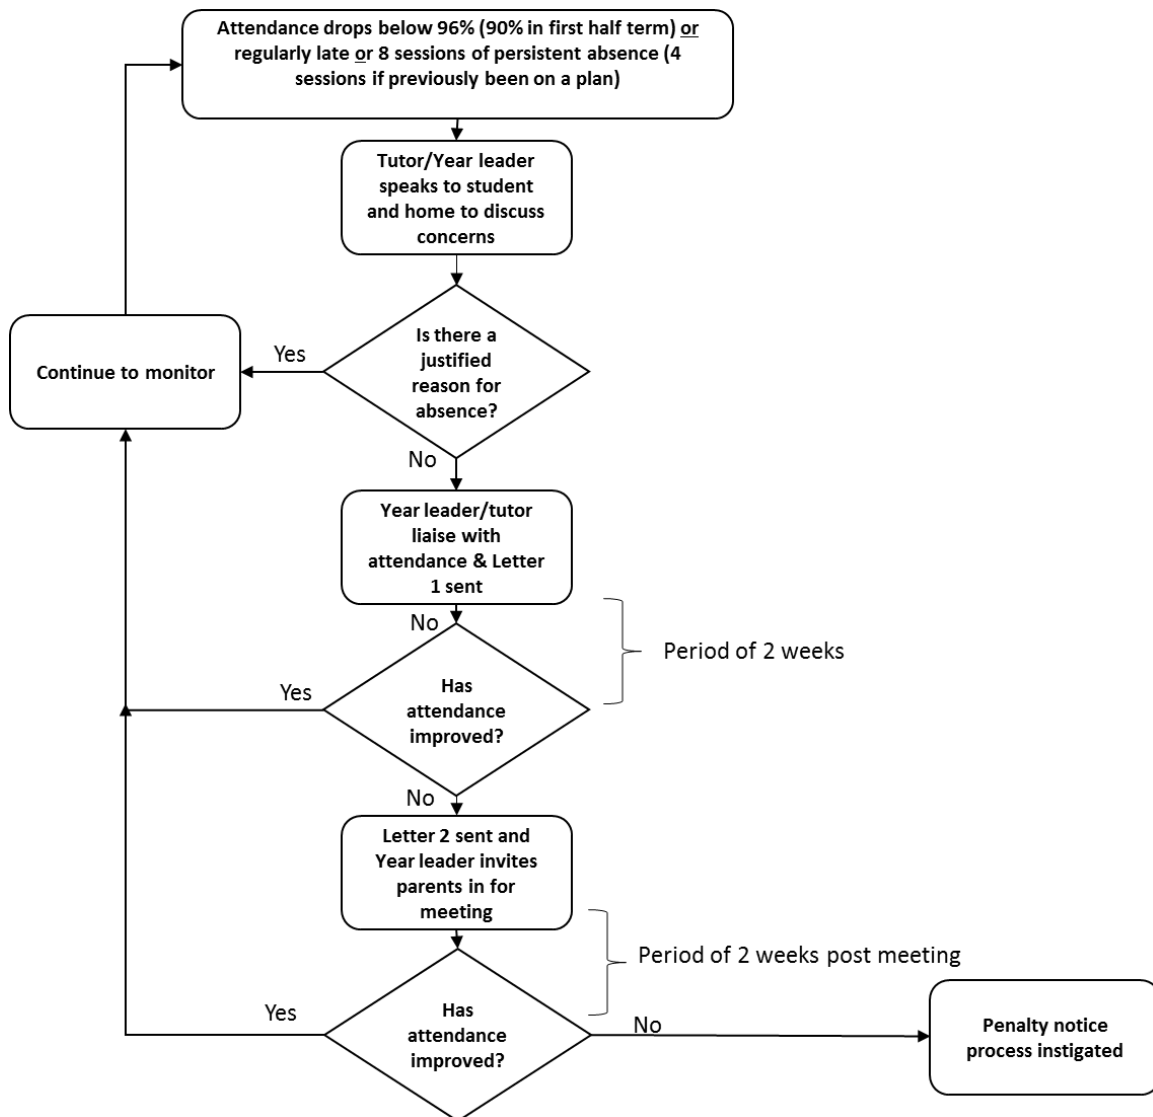 Attendance drops below 96% (90% in first half term) or
regularly late or 8 sessions of persistent absence (4
sessions if previously been on a plan)
Tutor/Year leader
speaks to student
and home to discuss
concerns
Is there a
justified
reason for
absence?
Yes
Continue to monitor
No
Year leader/tutor
liaise with
attendance & Letter
1 sent
No
Period of 2 weeks
Has
attendance
improved?
Yes
No
Letter 2 sent and
Year leader invites
parents in for
meeting
Period of 2 weeks post meeting
Has
attendance
improved?
Yes
No
Penalty notice
process instigated